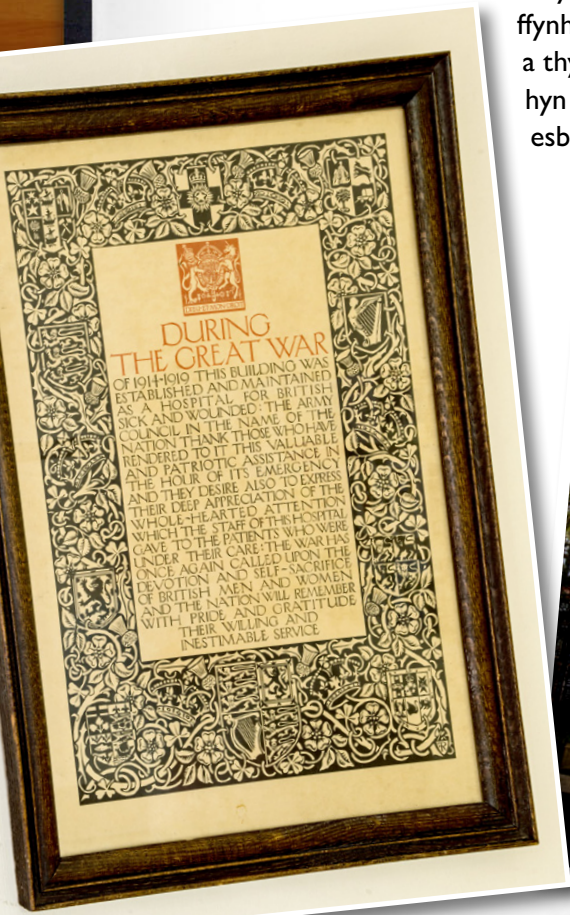 ffynh
a thy
hyn
esb
DURING
THE GREAT WAR
OF 1914-1919 THIS BUILDING WAS
ESTABLISHED AND MAINTAINED
AS A HOSPITAL FOR BRITISH
SICK AND WOUNDED : THE ARMY
COUNCIL IN THE NAME OF THE
NATION THANK THOSE WHO HAVE
RENDERED TO IT THIS VALUABLE
AND PATRIOTIC ASSISTANCE IN
THE HOUR OF ITS EMERGENCY
AND THEY DESIRE ALSO TO EXPRESS
THEIR DEEP APPRECIATION OF THE
WHOLE-HEARTED ATTENTION
WHICH THE STAFF OF THIS HOSPITAL
GAVE TO THE PATIENTS WHO WERE
UNDER THEIR CARE : THE WAR HAS
ONCE AGAIN CALLED UPON THE
DEVOTION AND SELF-SACRIFICE
OF BRITISH MEN AND WOMEN
AND THE NATION WILL REMEMBER
WITH PRIDE AND GRATITUDE
THEIR WILLING AND
INESTIMABLE SERVICE